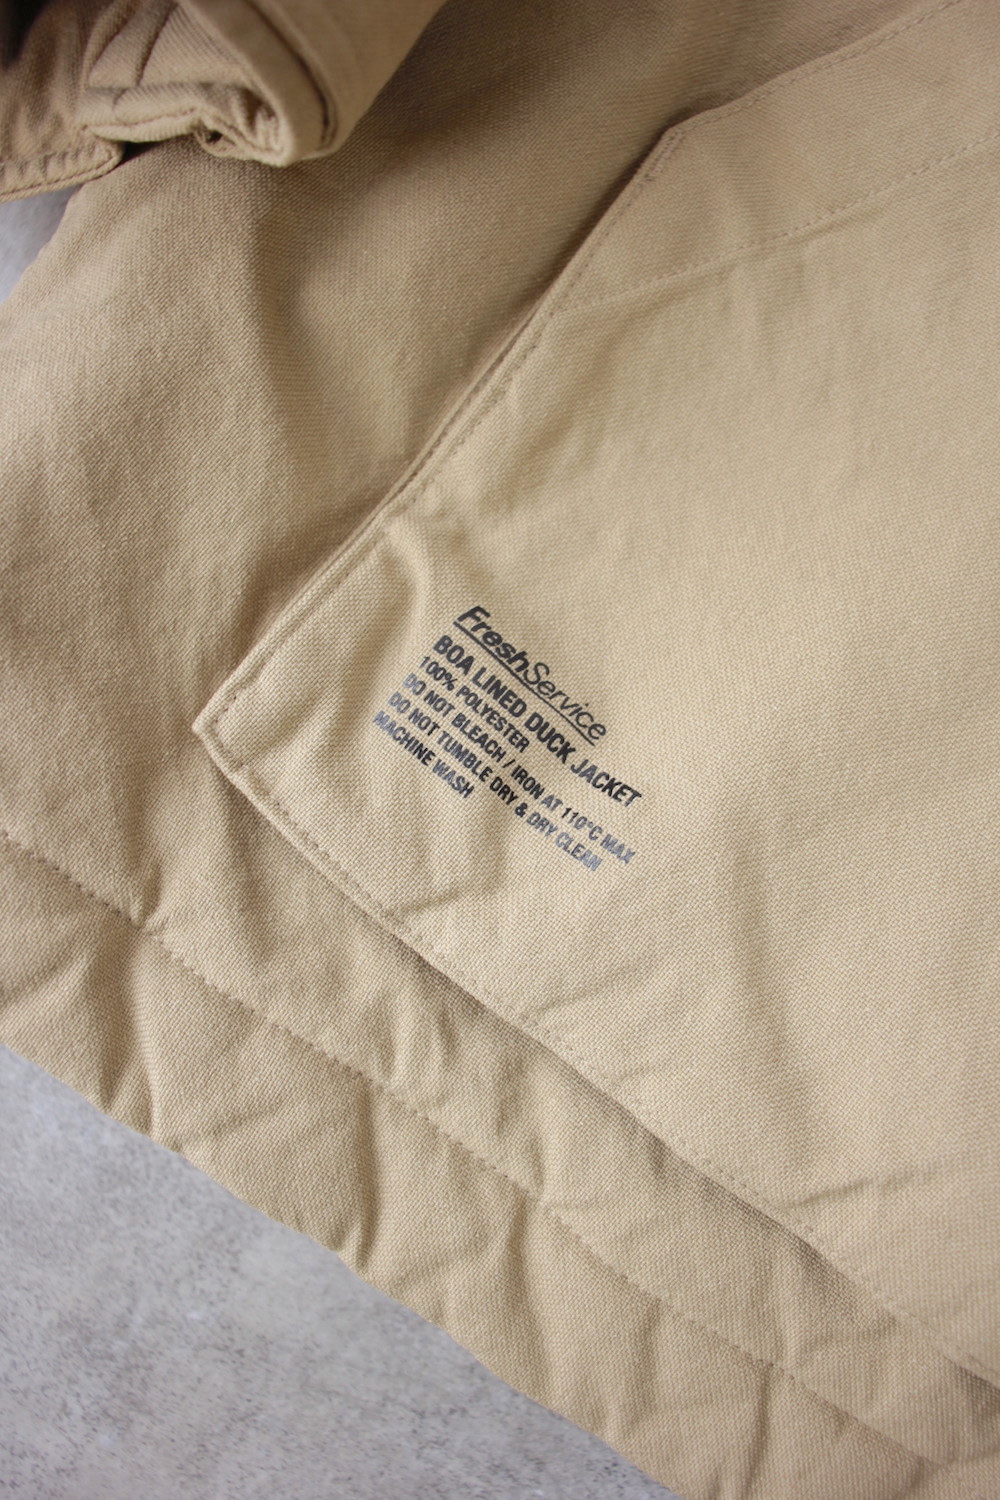 FreshService
BOA LINED DUCK JACKET
100% POLYESTER
DO NOT BLEACH / IRON AT 110°C MAX
DO NOT TUMBLE DRY & DRY CLEAN
MACHINE WASH